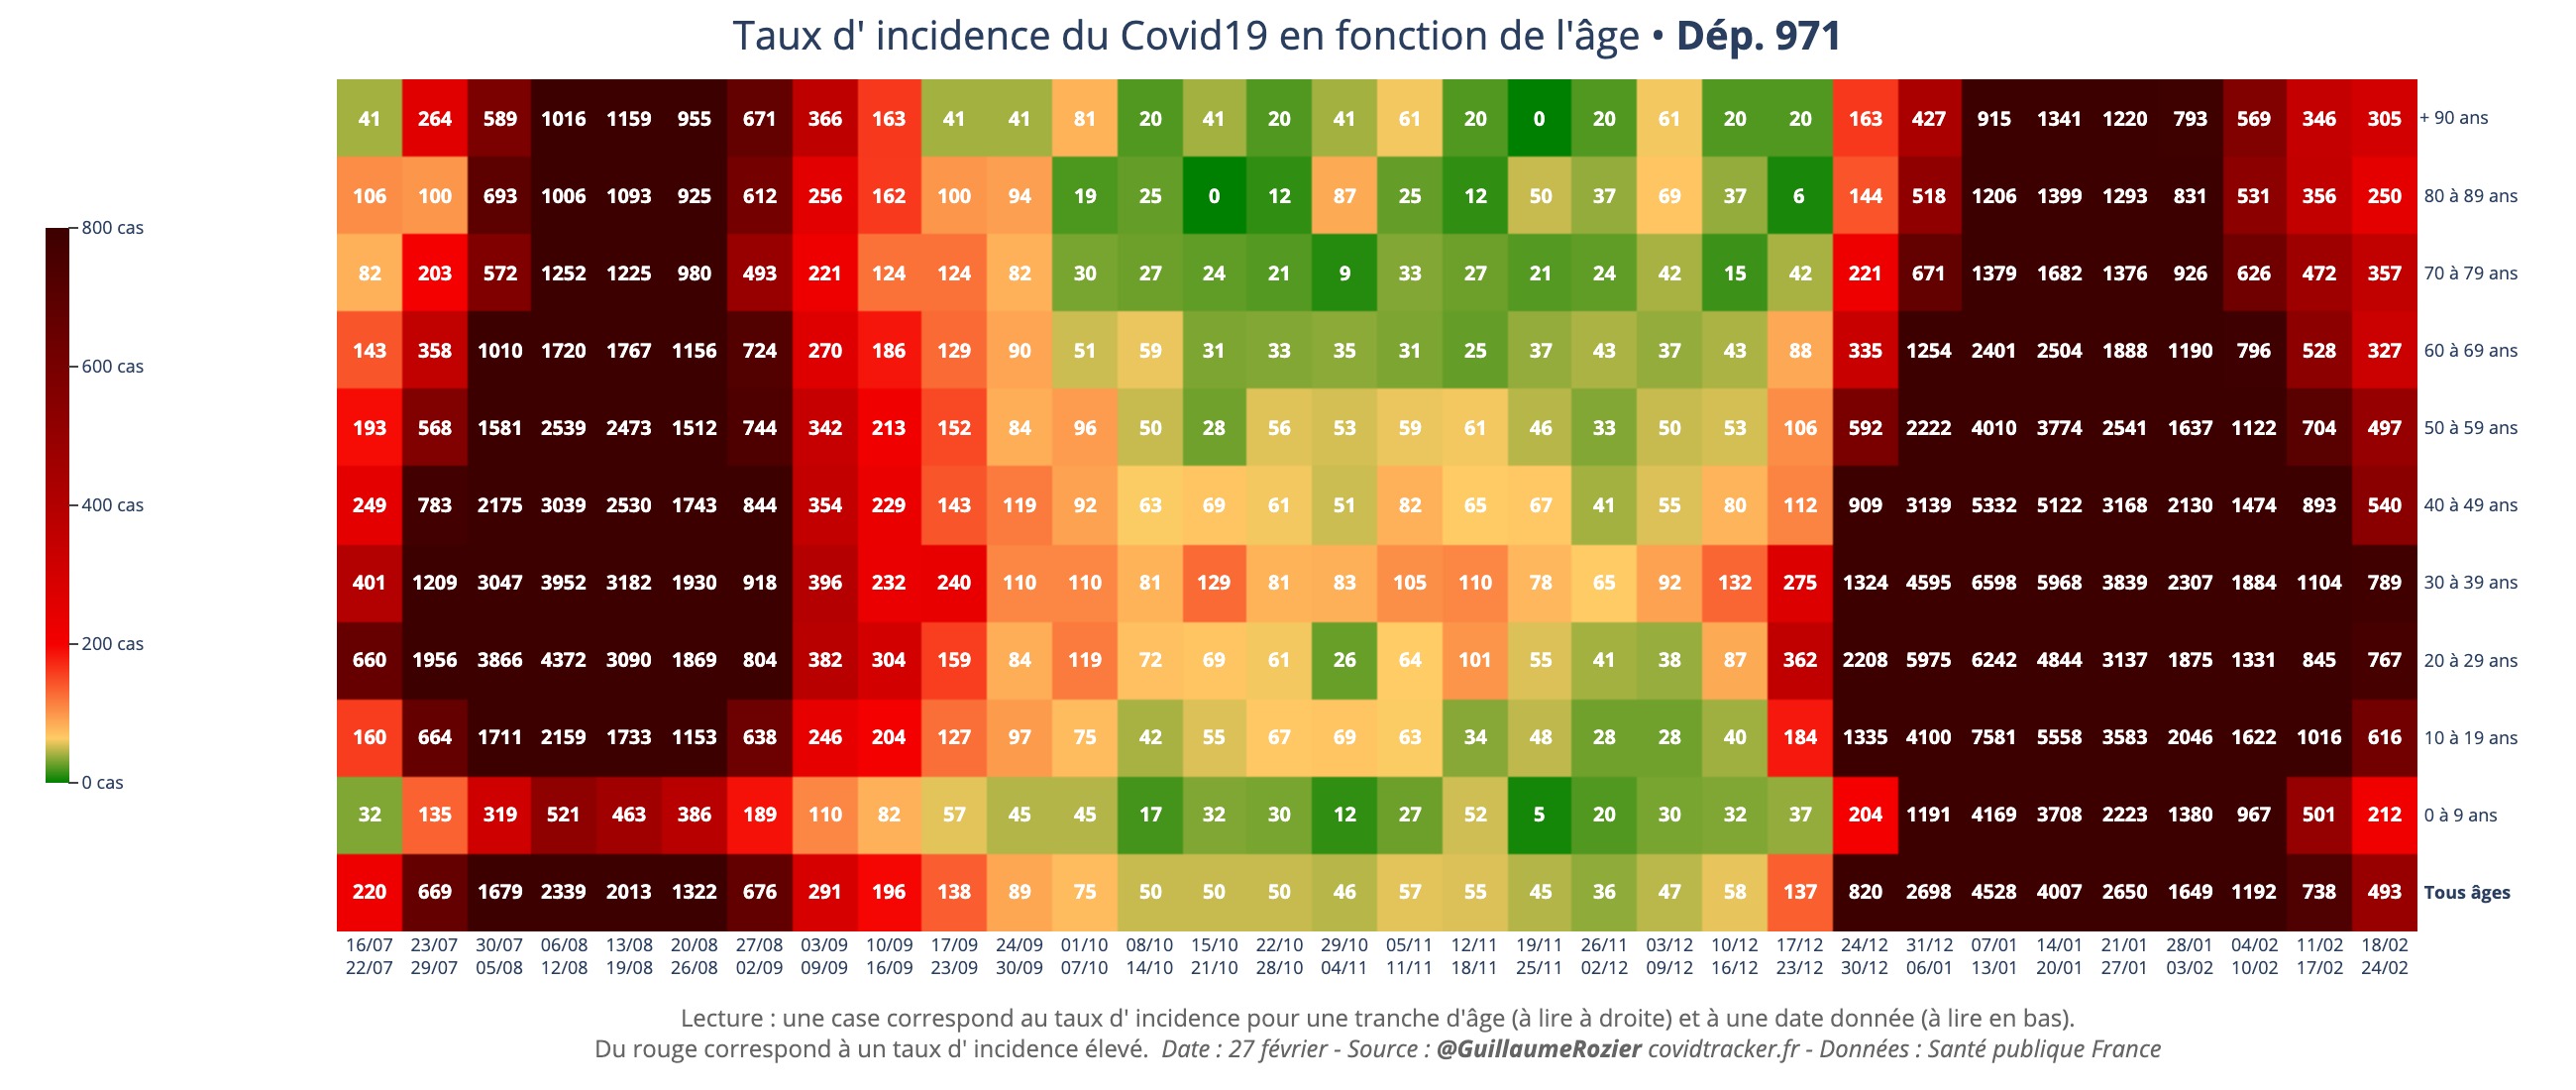 Taux d' incidence du Covid19 en fonction de l'âge • Dép. 971
800 cas
600 cas
400 cas
200 cas
0 cas
41 264 589 1016 1159 955 671 366 163 41 41 81 20 41 20 41 61 20 0 20 61 20 20 163 427 915 1341 1220 793 569 346 305 + 90 ans
106 100 693 1006 1093 925 612 256 162 100 94 19 25 0 12 87 25 12 50 37 69 37 6 144 518 1206 1399 1293 831 531 356 250 80 à 89 ans
82 203 572 1252 1225 980 493 221 124 124 82 30 27 24 21 9 33 27 21 24 42 15 42 221 671 1379 1682 1376 926 626 472 357 70 à 79 ans
143 358 1010 1720 1767 1156 724 270 186 129 90 51 59 31 33 35 31 25 37 43 37 43 88 335 1254 2401 2504 1888 1190 796 528 327 60 à 69 ans
193 568 1581 2539 2473 1512 744 342 213 152 84 96 50 28 56 53 59 61 46 33 50 53 106 592 2222 4010 3774 2541 1637 1122 704 497 50 à 59 ans
249 783 2175 3039 2530 1743 844 354 229 143 119 92 63 69 61 51 82 65 67 41 55 80 112 909 3139 5332 5122 3168 2130 1474 893 540 40 à 49 ans
401 1209 3047 3952 3182 1930 918 396 232 240 110 110 81 129 81 83 105 110 78 65 92 132 275 1324 4595 6598 5968 3839 2307 1884 1104 789 30 à 39 ans
660 1956 3866 4372 3090 1869 804 382 304 159 84 119 72 69 61 26 64 101 55 41 38 87 362 2208 5975 6242 4844 3137 1875 1331 845 767 20 à 29 ans
160 664 1711 2159 1733 1153 638 246 204 127 97 75 42 55 67 69 63 34 48 28 28 40 184 1335 4100 7581 5558 3583 2046 1622 1016 616 10 à 19 ans
32 135 319 521 463 386 189 110 82 57 45 45 17 32 30 12 27 52 5 20 30 32 37 204 1191 4169 3708 2223 1380 967 501 212 0 à 9 ans
220 669 1679 2339 2013 1322 676 291 196 138 89 75 50 50 50 46 57 55 45 36 47 58 137 820 2698 4528 4007 2650 1649 1192 738 493 Tous âges
16/07 23/07 30/07 06/08 13/08 20/08 27/08 03/09 10/09 17/09 24/09 01/10 08/10 15/10 22/10 29/10 05/11 12/11 19/11 26/11 03/12 10/12 17/12 24/12 31/12 07/01 14/01 21/01 28/01 04/02 11/02 18/02
22/07 29/07 05/08 12/08 19/08 26/08 02/09 09/09 16/09 23/09 30/09 07/10 14/10 21/10 28/10 04/11 11/11 18/11 25/11 02/12 09/12 16/12 23/12 30/12 06/01 13/01 20/01 27/01 03/02 10/02 17/02 24/02
Lecture : une case correspond au taux d' incidence pour une tranche d'âge (à lire à droite) et à une date donnée (à lire en bas).
Du rouge correspond à un taux d' incidence élevé. Date : 27 février - Source : @GuillaumeRozier covidtracker.fr - Données : Santé publique France